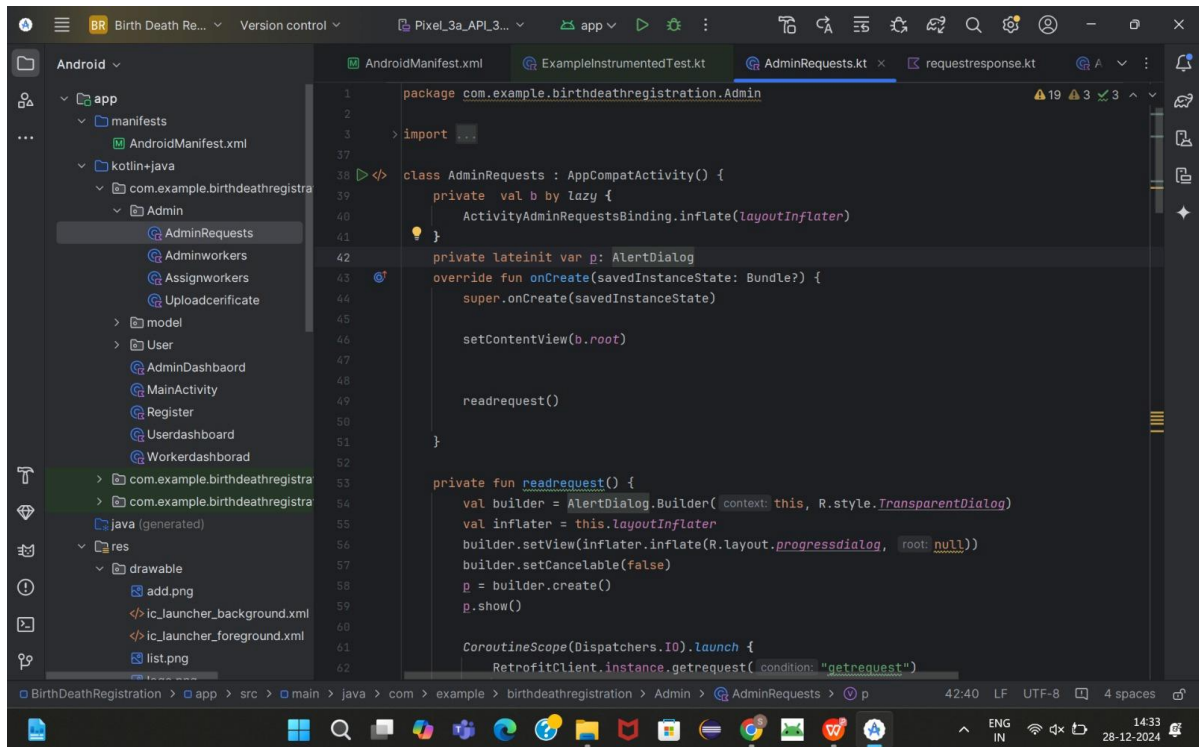 BR Birth Death Re... Version control Pixel_3a_API_3... app
Android
AndroidManifest.xml ExampleInstrumentedTest.kt AdminRequests.kt requestresponse.kt A
app
manifests
AndroidManifest.xml
kotlin+java
com.example.birthdeathregistra
Admin
AdminRequests
Adminworkers
Assignworkers
Uploadcerificate
model
User
AdminDashbaord
MainActivity
Register
Userdashboard
Workerdashborad
com.example.birthdeathregistra
com.example.birthdeathregistra
java (generated)
res
drawable
add.png
ic_launcher_background.xml
ic_launcher_foreground.xml
list.png
19 3 3
1 package com.example.birthdeathregistration.Admin
2
3 import ...
37
38 class AdminRequests : AppCompatActivity() {
39 private val b by lazy {
40 ActivityAdminRequestsBinding.inflate(layoutInflater)
41 }
42 private lateinit var p: AlertDialog
43 override fun onCreate(savedInstanceState: Bundle?) {
44 super.onCreate(savedInstanceState)
45
46 setContentView(b.root)
47
48
49 readrequest()
50
51 }
52
53 private fun readrequest() {
54 val builder = AlertDialog.Builder( context: this, R.style.TransparentDialog)
55 val inflater = this.layoutInflater
56 builder.setView(inflater.inflate(R.layout.progressdialog, root: null))
57 builder.setCancelable(false)
58 p = builder.create()
59 p.show()
60
61 CoroutineScope(Dispatchers.IO).launch {
62 RetrofitClient.instance.getrequest( condition: "getrequest")
BirthDeathRegistration > app > src > main > java > com > example > birthdeathregistration > Admin > AdminRequests > p 42:40 LF UTF-8 4 spaces
ENG
IN
14:33
28-12-2024